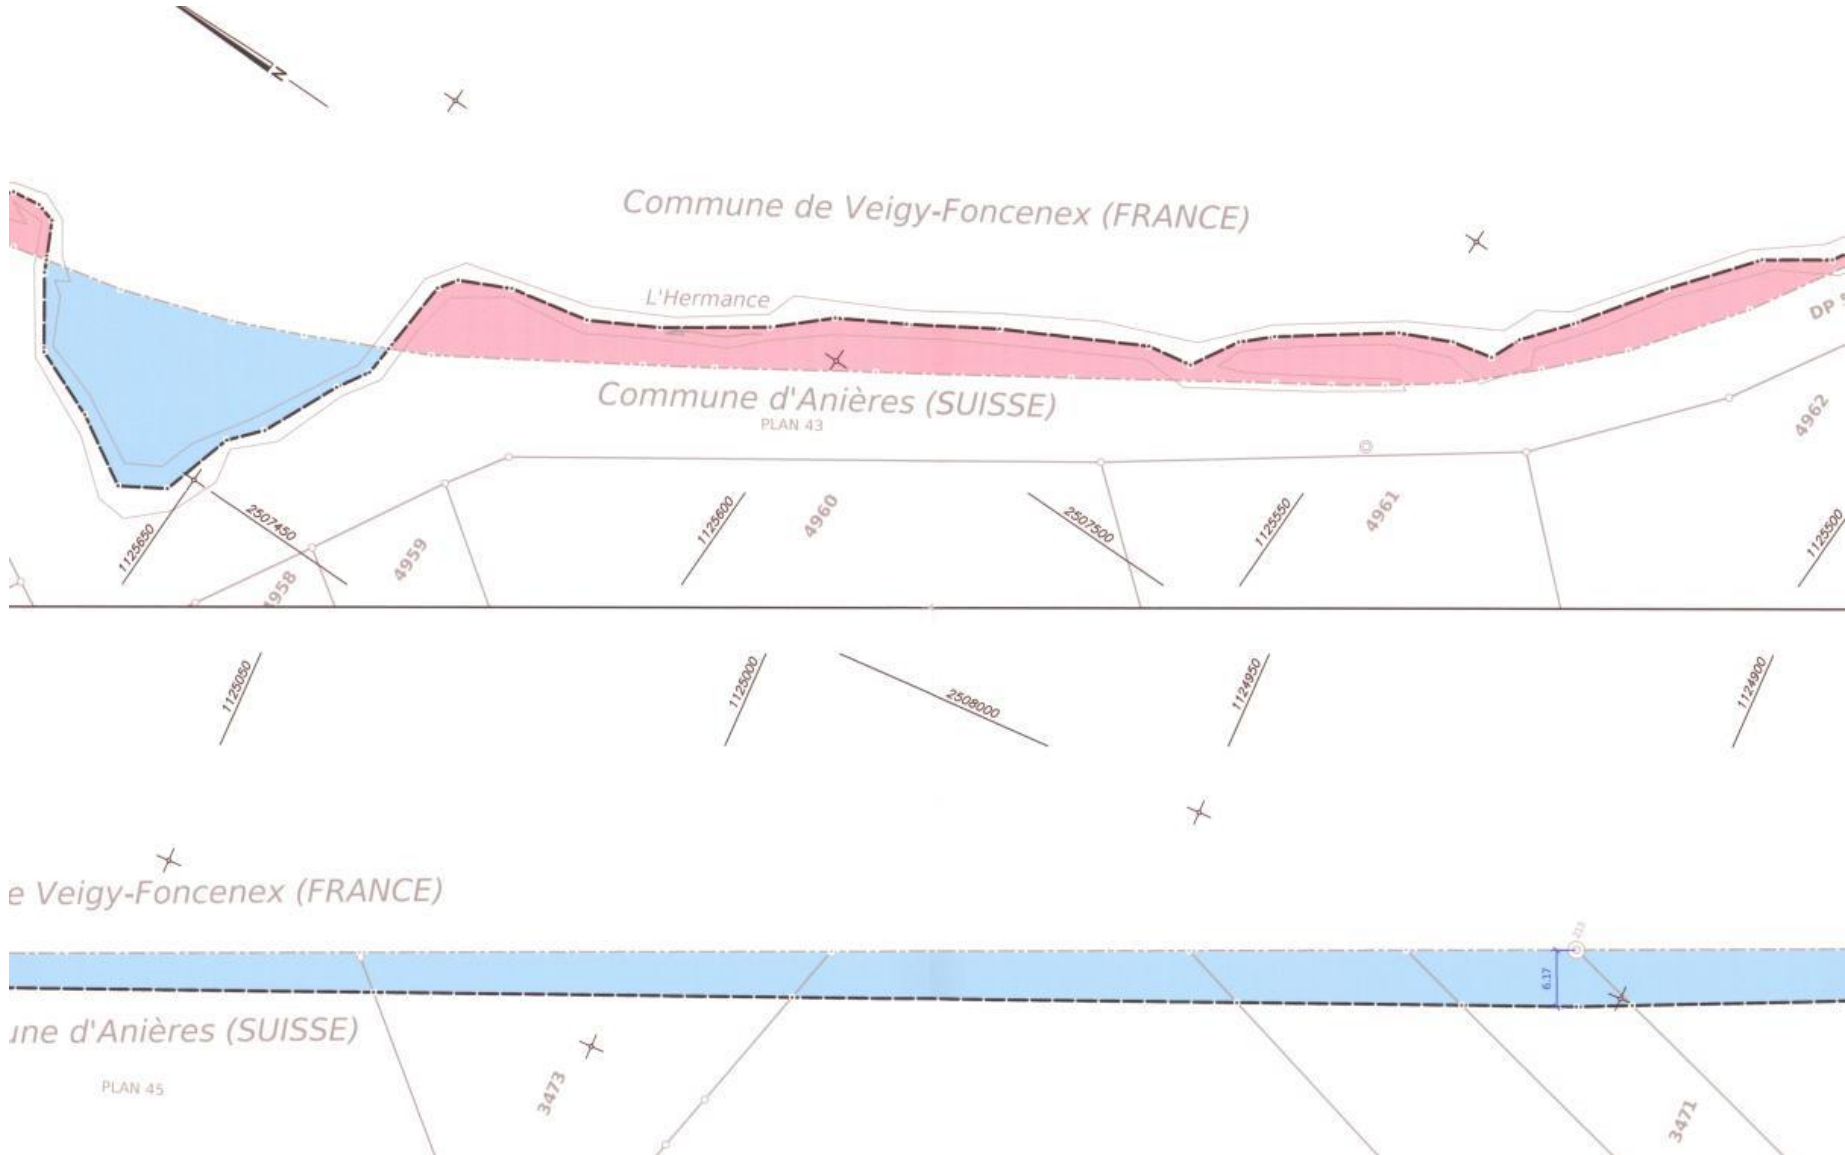 N
Commune de Veigy-Foncenex (FRANCE)
L'Hermance
DP
Commune d'Anières (SUISSE)
PLAN 43
4962
1125650
2507450
4959
4958
1125600
4960
2507500
1125550
4961
1125500
1125050
1125000
2508000
1124950
1124900
e Veigy-Foncenex (FRANCE)
6.17
une d'Anières (SUISSE)
PLAN 45
3473
3471